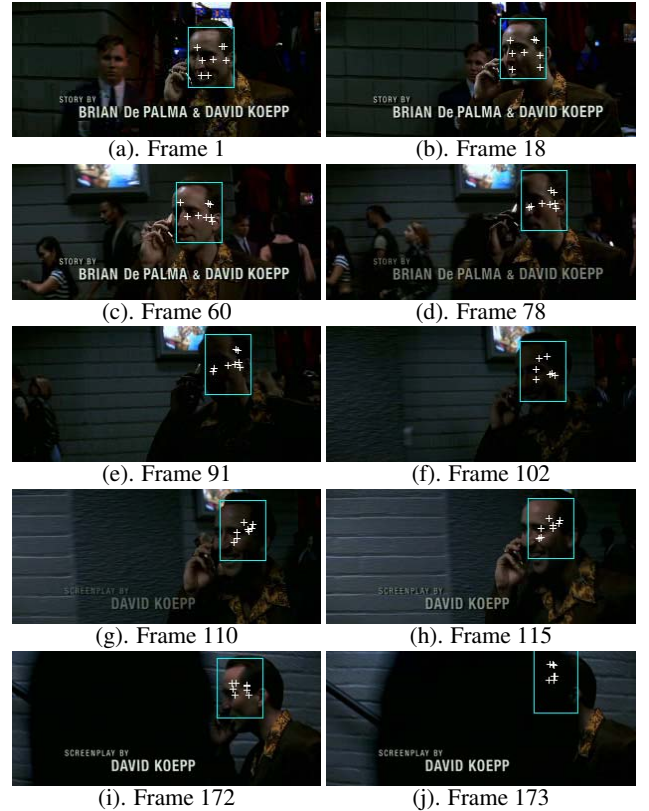 STORY BY
BRIAN DE PALMA & DAVID KOEPP
STORY BY
BRIAN DE PALMA & DAVID KOEPP
(a). Frame 1
(b). Frame 18
STORY BY
BRIAN DE PALMA & DAVID KOEPP
STORY BY
BRIAN DE PALMA & DAVID KOEPP
(c). Frame 60
(d). Frame 78
(e). Frame 91
(f). Frame 102
SCREENPLAY BY
DAVID KOEPP
SCREENPLAY BY
DAVID KOEPP
(g). Frame 110
(h). Frame 115
SCREENPLAY BY
DAVID KOEPP
SCREENPLAY BY
DAVID KOEPP
(i). Frame 172
(j). Frame 173